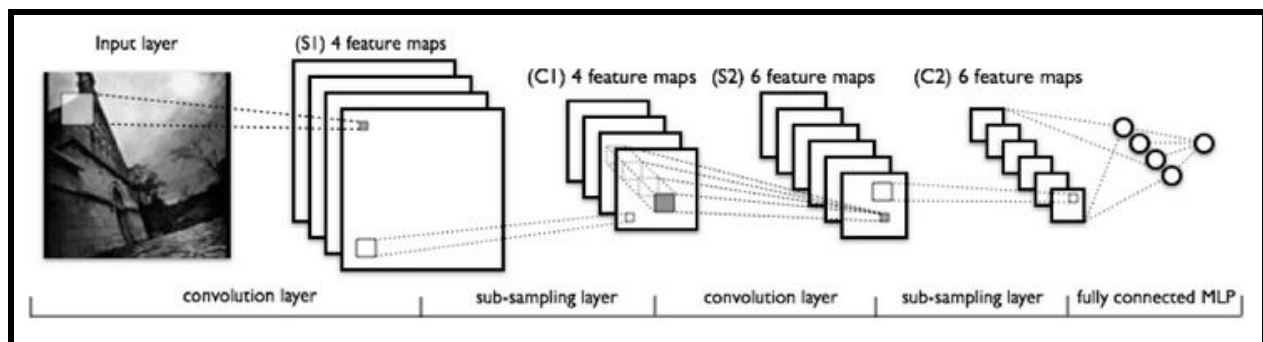 Input layer
(S1) 4 feature maps
(C1) 4 feature maps
(S2) 6 feature maps
(C2) 6 feature maps
convolution layer
sub-sampling layer
convolution layer
sub-sampling layer
fully connected MLP